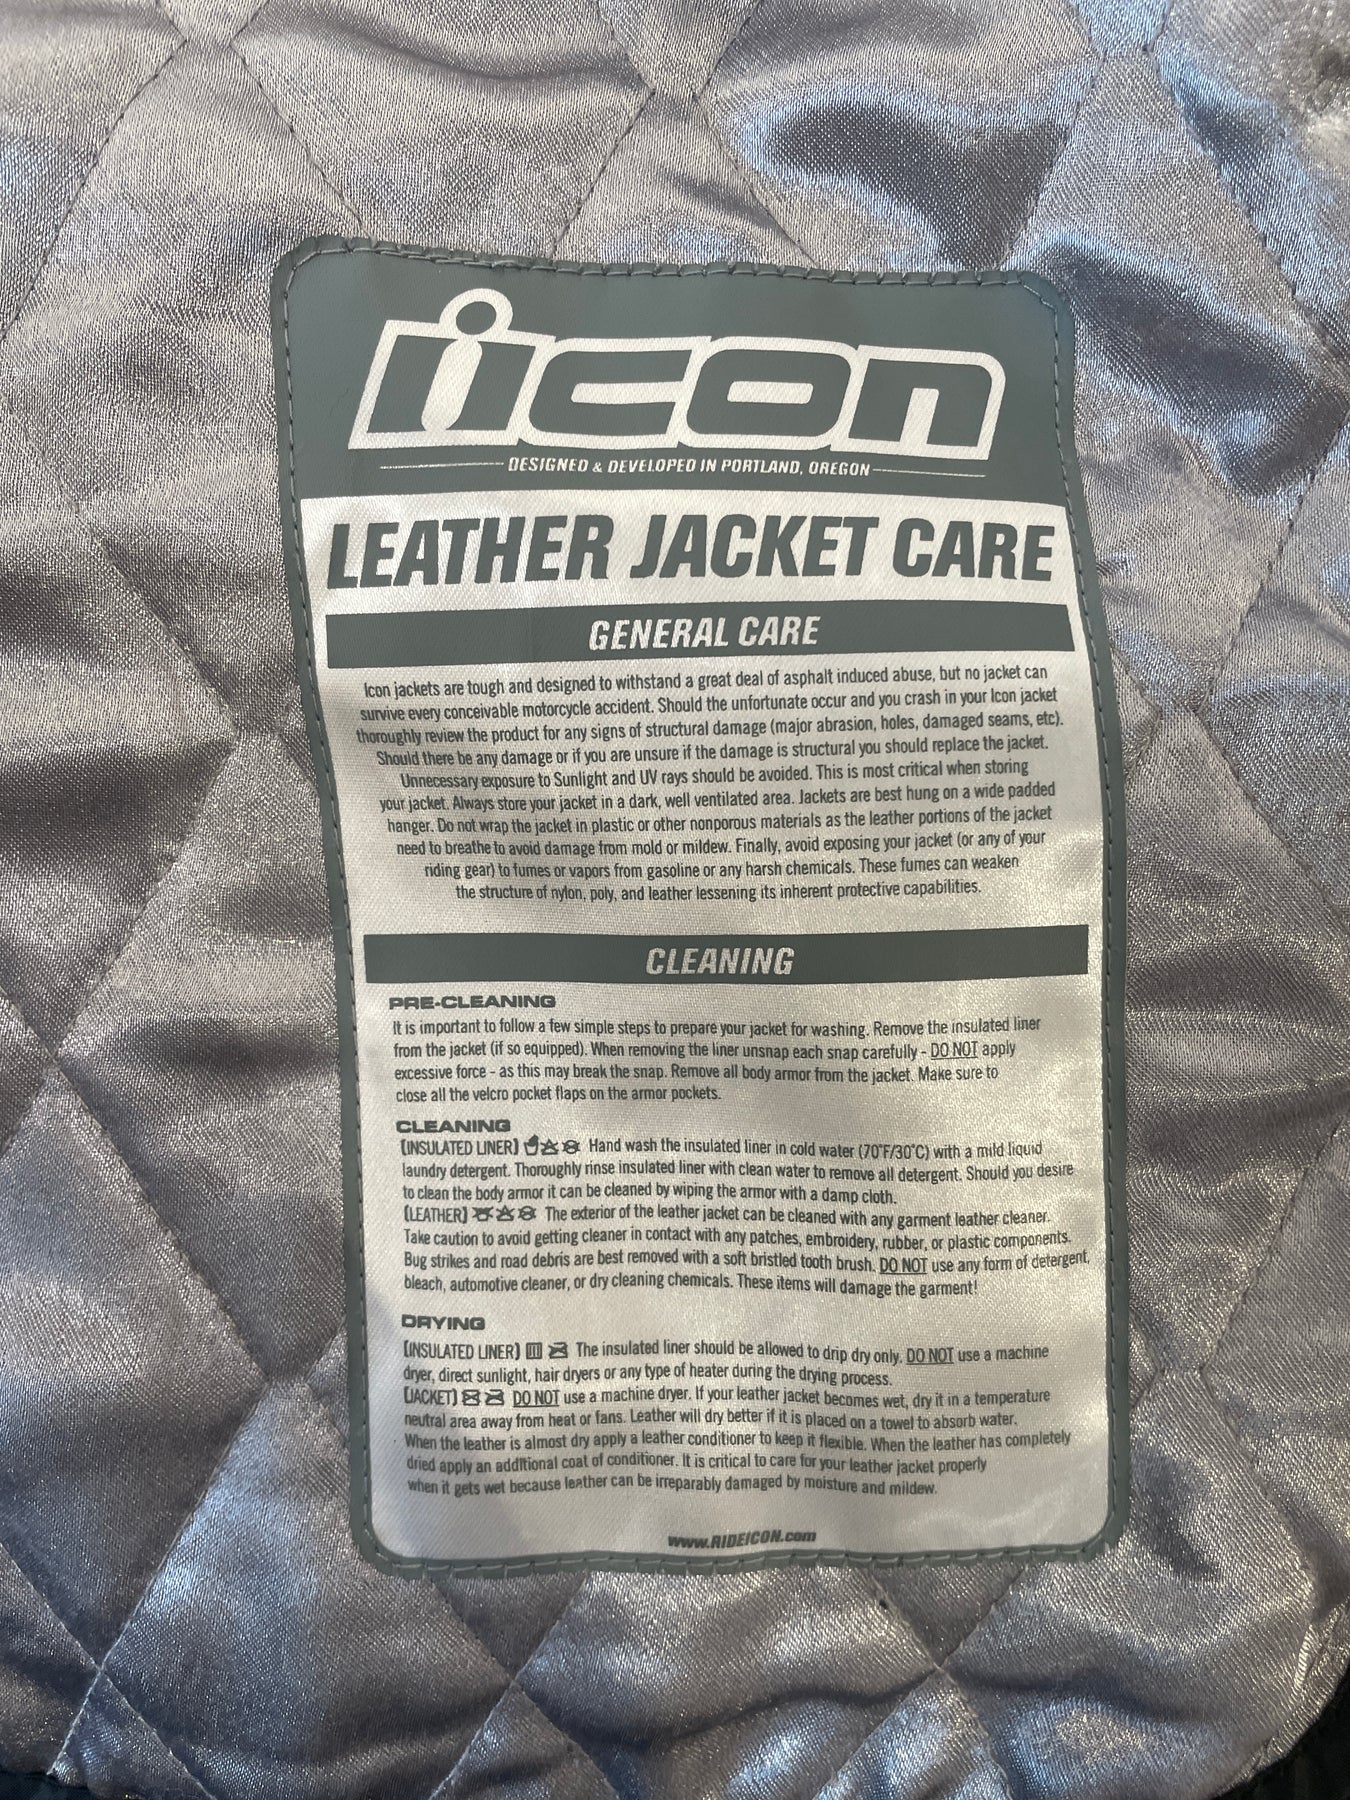 icon
DESIGNED & DEVELOPED IN PORTLAND, OREGON
LEATHER JACKET CARE
GENERAL CARE
Icon jackets are tough and designed to withstand a great deal of asphalt induced abuse, but no jacket can
survive every conceivable motorcycle accident. Should the unfortunate occur and you crash in your Icon jacket
thoroughly review the product for any signs of structural damage (major abrasion, holes, damaged seams, etc).
Should there be any damage or if you are unsure if the damage is structural you should replace the jacket.
Unnecessary exposure to Sunlight and UV rays should be avoided. This is most critical when storing
your jacket. Always store your jacket in a dark, well ventilated area. Jackets are best hung on a wide padded
hanger. Do not wrap the jacket in plastic or other nonporous materials as the leather portions of the jacket
need to breathe to avoid damage from mold or mildew. Finally, avoid exposing your jacket (or any of your
riding gear) to fumes or vapors from gasoline or any harsh chemicals. These fumes can weaken
the structure of nylon, poly, and leather lessening its inherent protective capabilities.
CLEANING
PRE-CLEANING
It is important to follow a few simple steps to prepare your jacket for washing. Remove the insulated liner
from the jacket (if so equipped). When removing the liner unsnap each snap carefully - DO NOT apply
excessive force - as this may break the snap. Remove all body armor from the jacket. Make sure to
close all the velcro pocket flaps on the armor pockets.
CLEANING
(INSULATED LINER) Hand wash the insulated liner in cold water (70°F/30°C) with a mild liquid
laundry detergent. Thoroughly rinse insulated liner with clean water to remove all detergent. Should you desire
to clean the body armor it can be cleaned by wiping the armor with a damp cloth.
(LEATHER) The exterior of the leather jacket can be cleaned with any garment leather cleaner.
Take caution to avoid getting cleaner in contact with any patches, embroidery, rubber, or plastic components.
Bug strikes and road debris are best removed with a soft bristled tooth brush. DO NOT use any form of detergent,
bleach, automotive cleaner, or dry cleaning chemicals. These items will damage the garment!
DRYING
(INSULATED LINER) The insulated liner should be allowed to drip dry only. DO NOT use a machine
dryer, direct sunlight, hair dryers or any type of heater during the drying process.
(JACKET) DO NOT use a machine dryer. If your leather jacket becomes wet, dry it in a temperature
neutral area away from heat or fans. Leather will dry better if it is placed on a towel to absorb water.
When the leather is almost dry apply a leather conditioner to keep it flexible. When the leather has completely
dried apply an additional coat of conditioner. It is critical to care for your leather jacket properly
when it gets wet because leather can be irreparably damaged by moisture and mildew.
www.RIDEICON.com